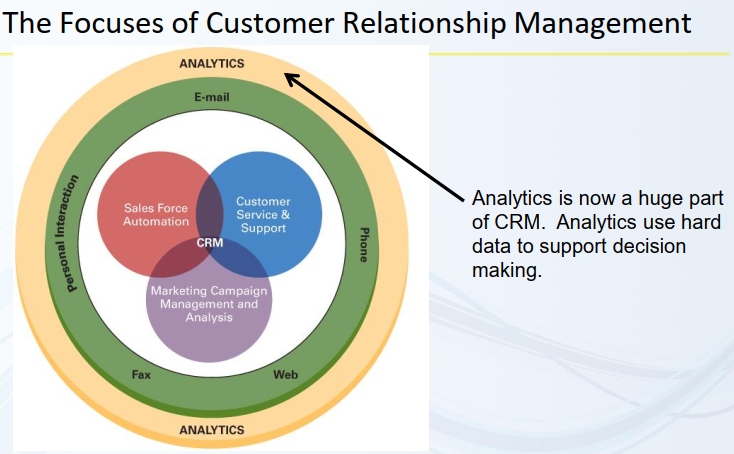 The Focuses of Customer Relationship Management
ANALYTICS
E-mail
Personal Interaction
Sales Force
Automation
Customer
Service &
Support
CRM
Phone
Marketing Campaign
Management and
Analysis
Fax
Web
ANALYTICS
Analytics is now a huge part
of CRM.  Analytics use hard
data to support decision
making.